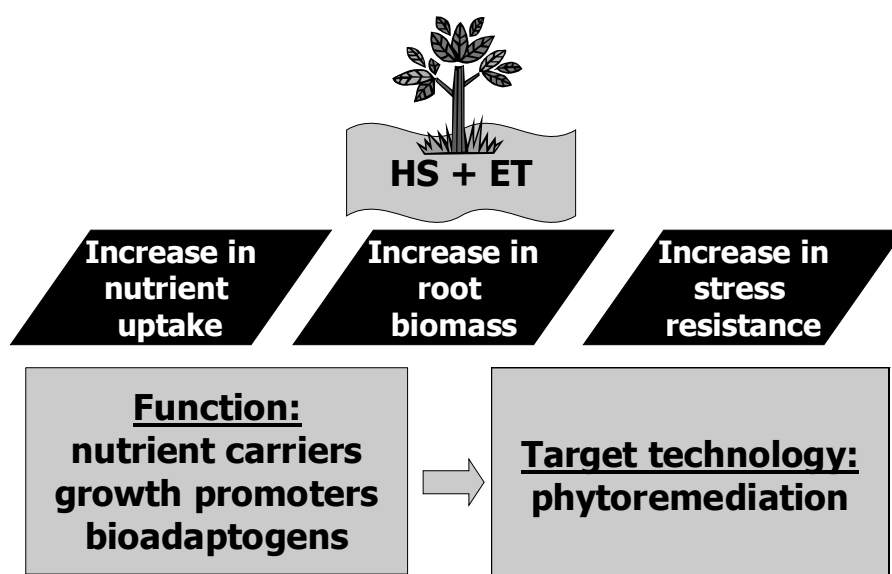 HS + ET
Increase in
nutrient
uptake
Increase in
root
biomass
Increase in
stress
resistance
Function:
nutrient carriers
growth promoters
bioadaptogens
Target technology:
phytoremediation